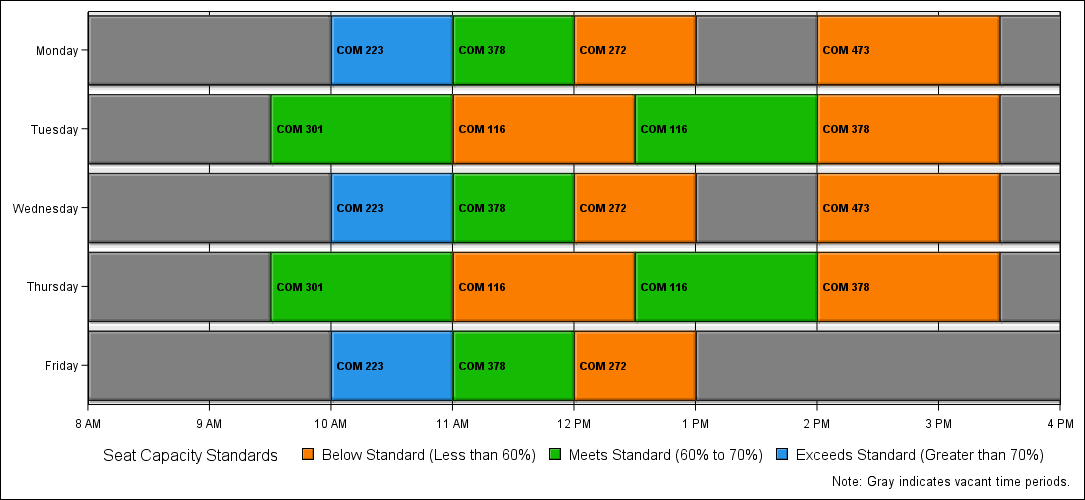 Monday COM 223 COM 378 COM 272 COM 473
Tuesday COM 301 COM 116 COM 116 COM 378
Wednesday COM 223 COM 378 COM 272 COM 473
Thursday COM 301 COM 116 COM 116 COM 378
Friday COM 223 COM 378 COM 272
8 AM 9 AM 10 AM 11 AM 12 PM 1 PM 2 PM 3 PM 4 PM
Seat Capacity Standards Below Standard (Less than 60%) Meets Standard (60% to 70%) Exceeds Standard (Greater than 70%)
Note: Gray indicates vacant time periods.